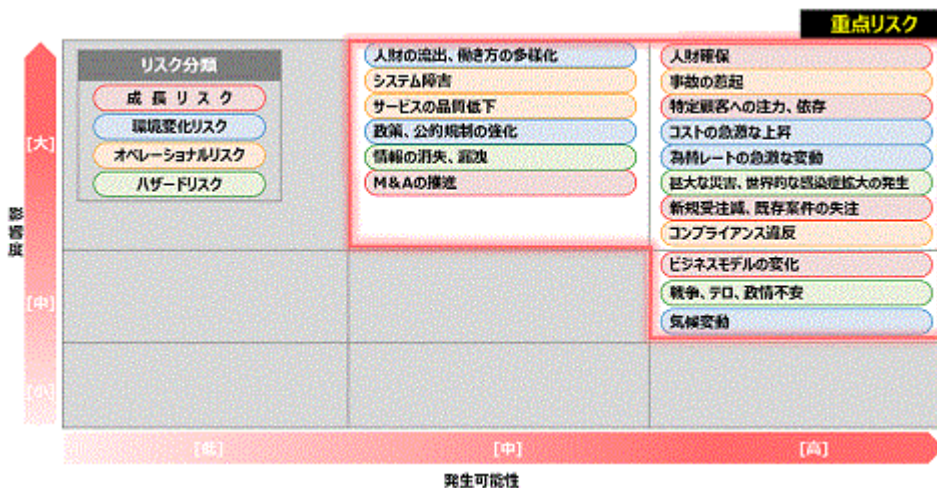 重点リスク
リスク分類
成長リスク
環境変化リスク
オペレーショナルリスク
ハザードリスク
人財の流出、働き方の多様化
システム障害
サービスの品質低下
政策、公的規制の強化
情報の消失、漏洩
M&Aの推進
人財確保
事故の惹起
特定顧客への注力、依存
コストの急激な上昇
為替レートの急激な変動
甚大な災害、世界的な感染症拡大の発生
新規受注減、既存案件の失注
コンプライアンス違反
ビジネスモデルの変化
戦争、テロ、政情不安
気候変動
影響度
[大]
[中]
[小]
[低]
[中]
[高]
発生可能性